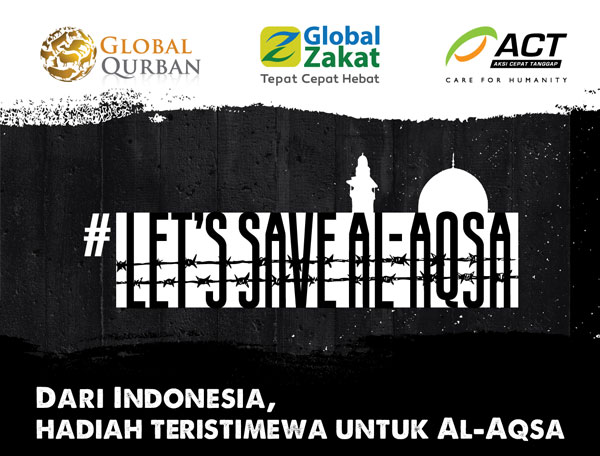 GLOBAL QURBAN
Global Zakat
Tepat Cepat Hebat
ACT
AKSI CEPAT TANGGAP
CARE FOR HUMANITY
#LET'S SAVE AL-AQSA
DARI INDONESIA,
HADIAH TERISTIMEWA UNTUK AL-AQSA